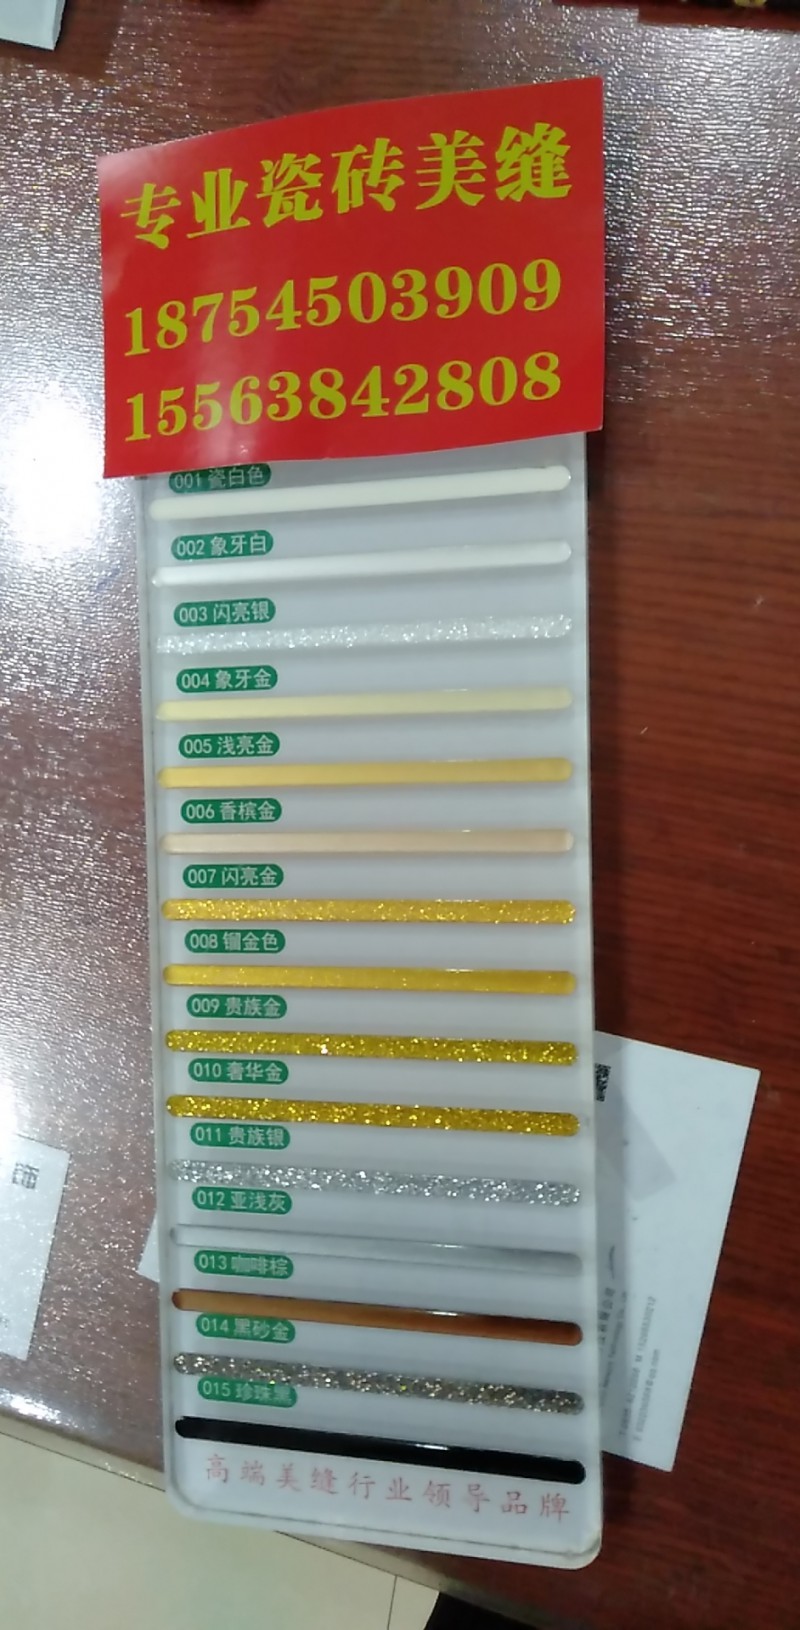 专业瓷砖美缝
18754503909
15563842808
001 瓷白色
002 象牙白
003 闪亮银
004 象牙金
005 浅亮金
006 香槟金
007 闪亮金
008 镏金色
009 贵族金
010 奢华金
011 贵族银
012 亚浅灰
013 咖啡棕
014 黑砂金
015 珍珠黑
高端美缝行业领导品牌
饰